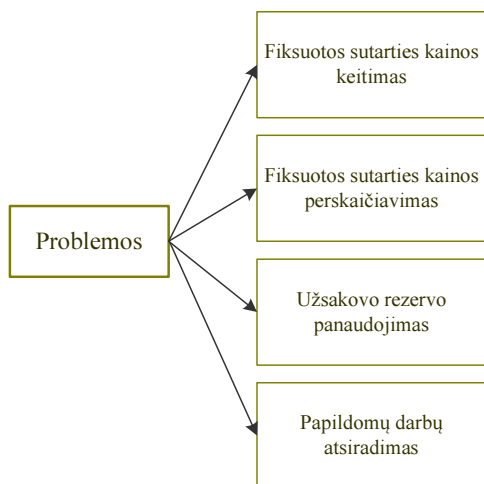 Fiksuotos sutarties kainos
keitimas
Fiksuotos sutarties kainos
perskaičiavimas
Problemos
Užsakovo rezervo
panaudojimas
Papildomų darbų
atsiradimas